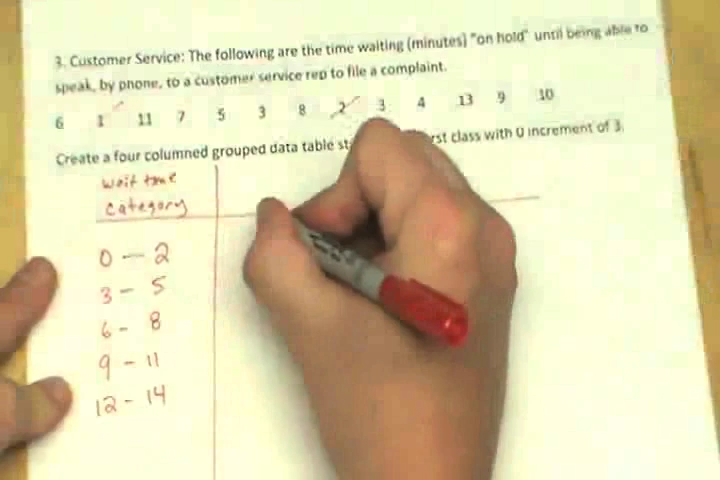 3. Customer Service: The following are the time waiting (minutes) "on hold" until being able to
speak, by phone, to a customer service rep to file a complaint.
6 1 11 7 5 3 8 2 3 4 13 9 10
Create a four columned grouped data table with 0 increment of 3.
wait time
category
0 - 2
3 - 5
6 - 8
9 - 11
12 - 14